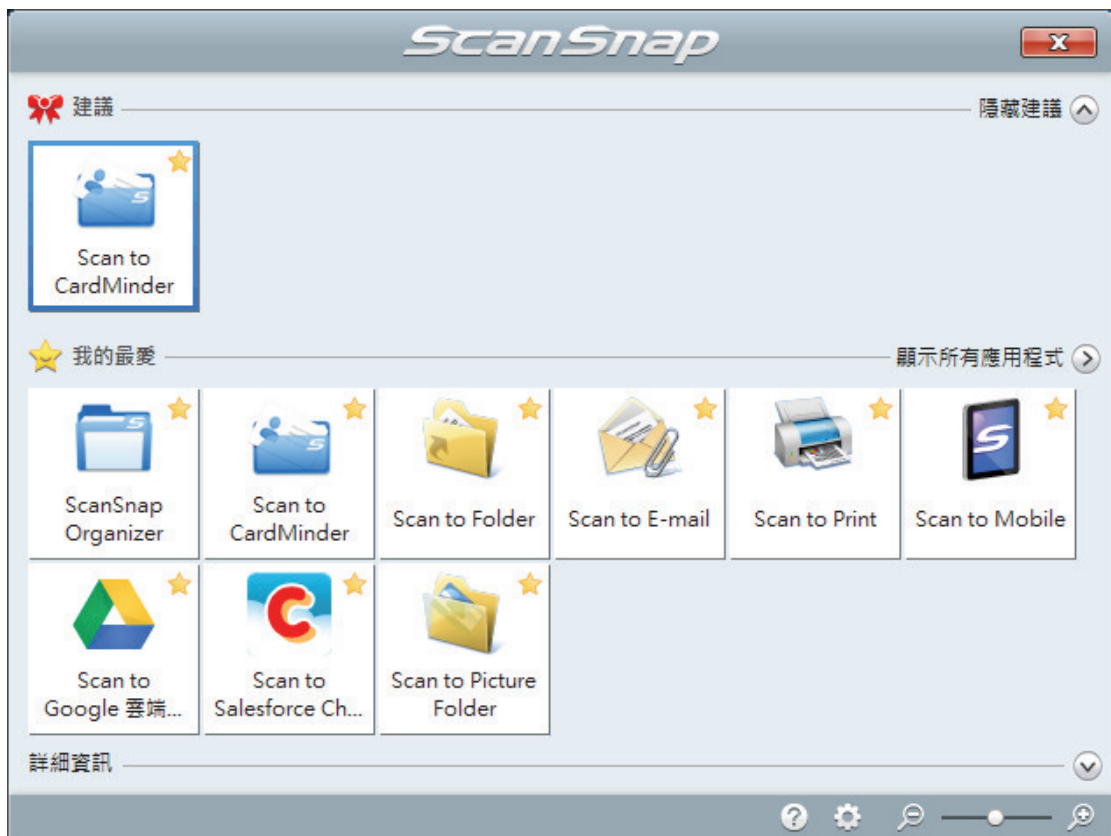 ScanSnap
建議
隱藏建議
Scan to
CardMinder
我的最愛
顯示所有應用程式
ScanSnap
Organizer
Scan to
CardMinder
Scan to Folder
Scan to E-mail
Scan to Print
Scan to Mobile
Scan to
Google 雲端...
Scan to
Salesforce Ch...
Scan to Picture
Folder
詳細資訊